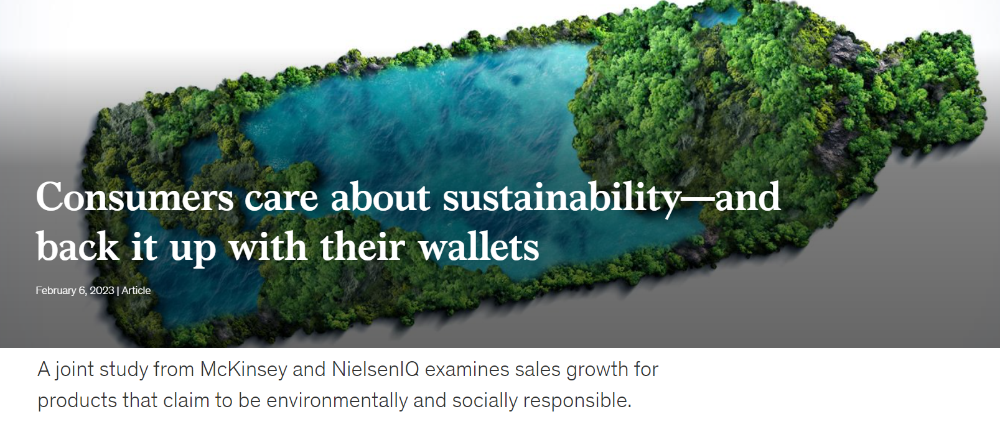 Consumers care about sustainability—and
back it up with their wallets
February 6, 2023 | Article
A joint study from McKinsey and NielsenIQ examines sales growth for
products that claim to be environmentally and socially responsible.